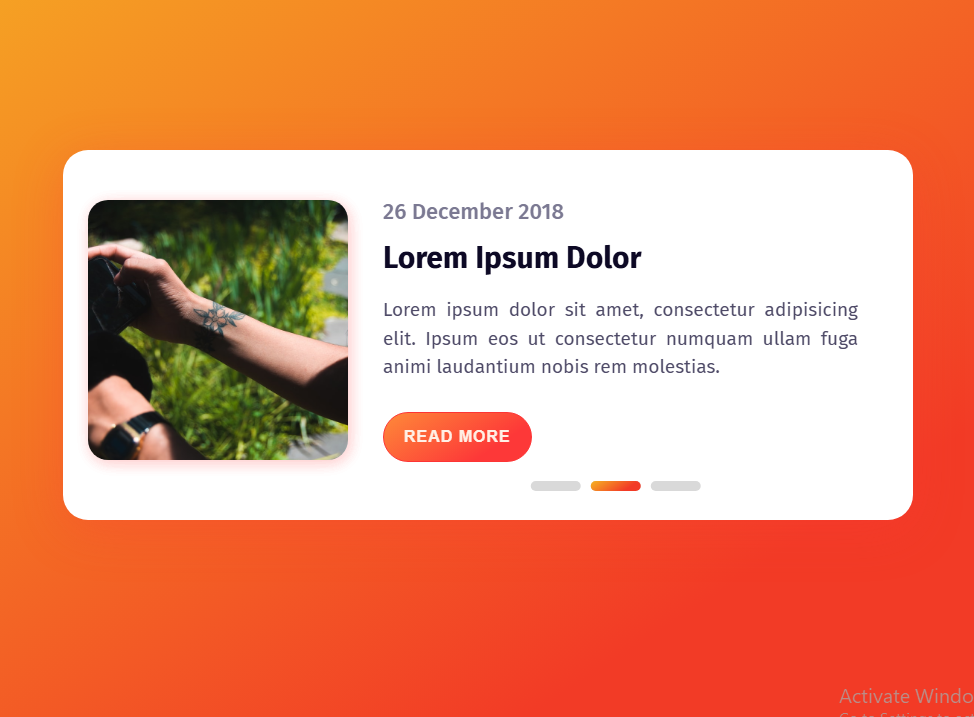 26 December 2018
Lorem Ipsum Dolor
Lorem ipsum dolor sit amet, consectetur adipisicing
elit. Ipsum eos ut consectetur numquam ullam fuga
animi laudantium nobis rem molestias.
READ MORE
Activate Windo